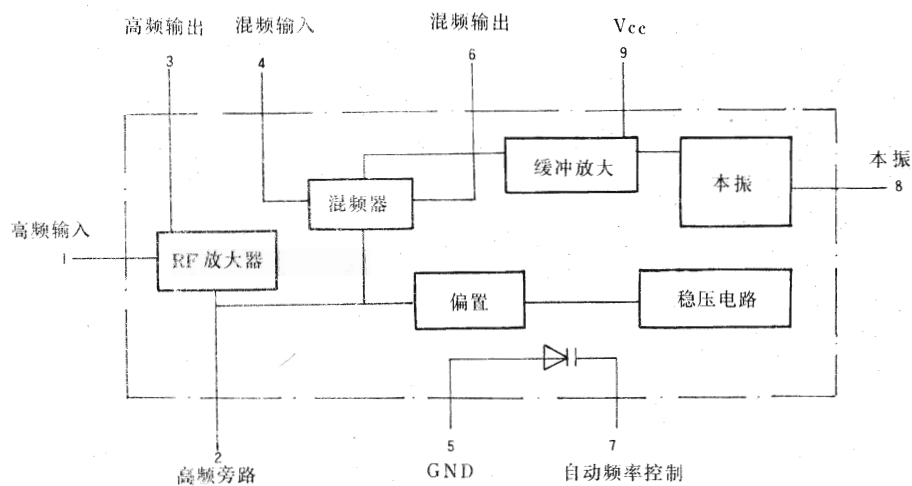 高频输出 混频输入 混频输出 Vcc
3 4 6 9
缓冲放大
本振
本振
8
混频器
高频输入
1
RF放大器
偏置
稳压电路
5 7
2
高频旁路
GND
自动频率控制